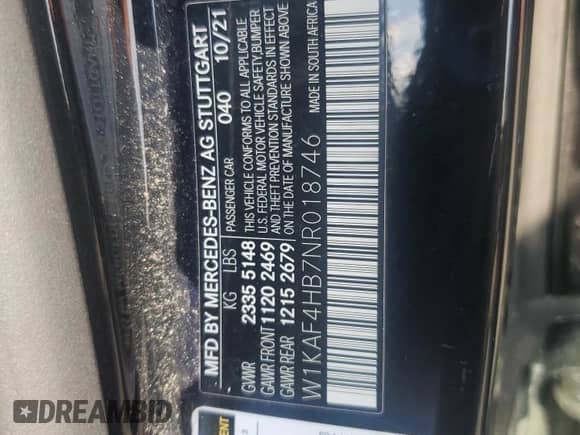 MFD BY MERCEDES-BENZ AG STUTTGART
PASSENGER CAR 040 10/21
KG LBS
GVWR 2335 5148
GAWR FRONT 1120 2469
GAWR REAR 1215 2679
THIS VEHICLE CONFORMS TO ALL APPLICABLE
U.S. FEDERAL MOTOR VEHICLE SAFETY,BUMPER
AND THEFT PREVENTION STANDARDS IN EFFECT
ON THE DATE OF MANUFACTURE SHOWN ABOVE
W1KAF4HB7NR018746 MADE IN SOUTH AFRICA
DREAMBID